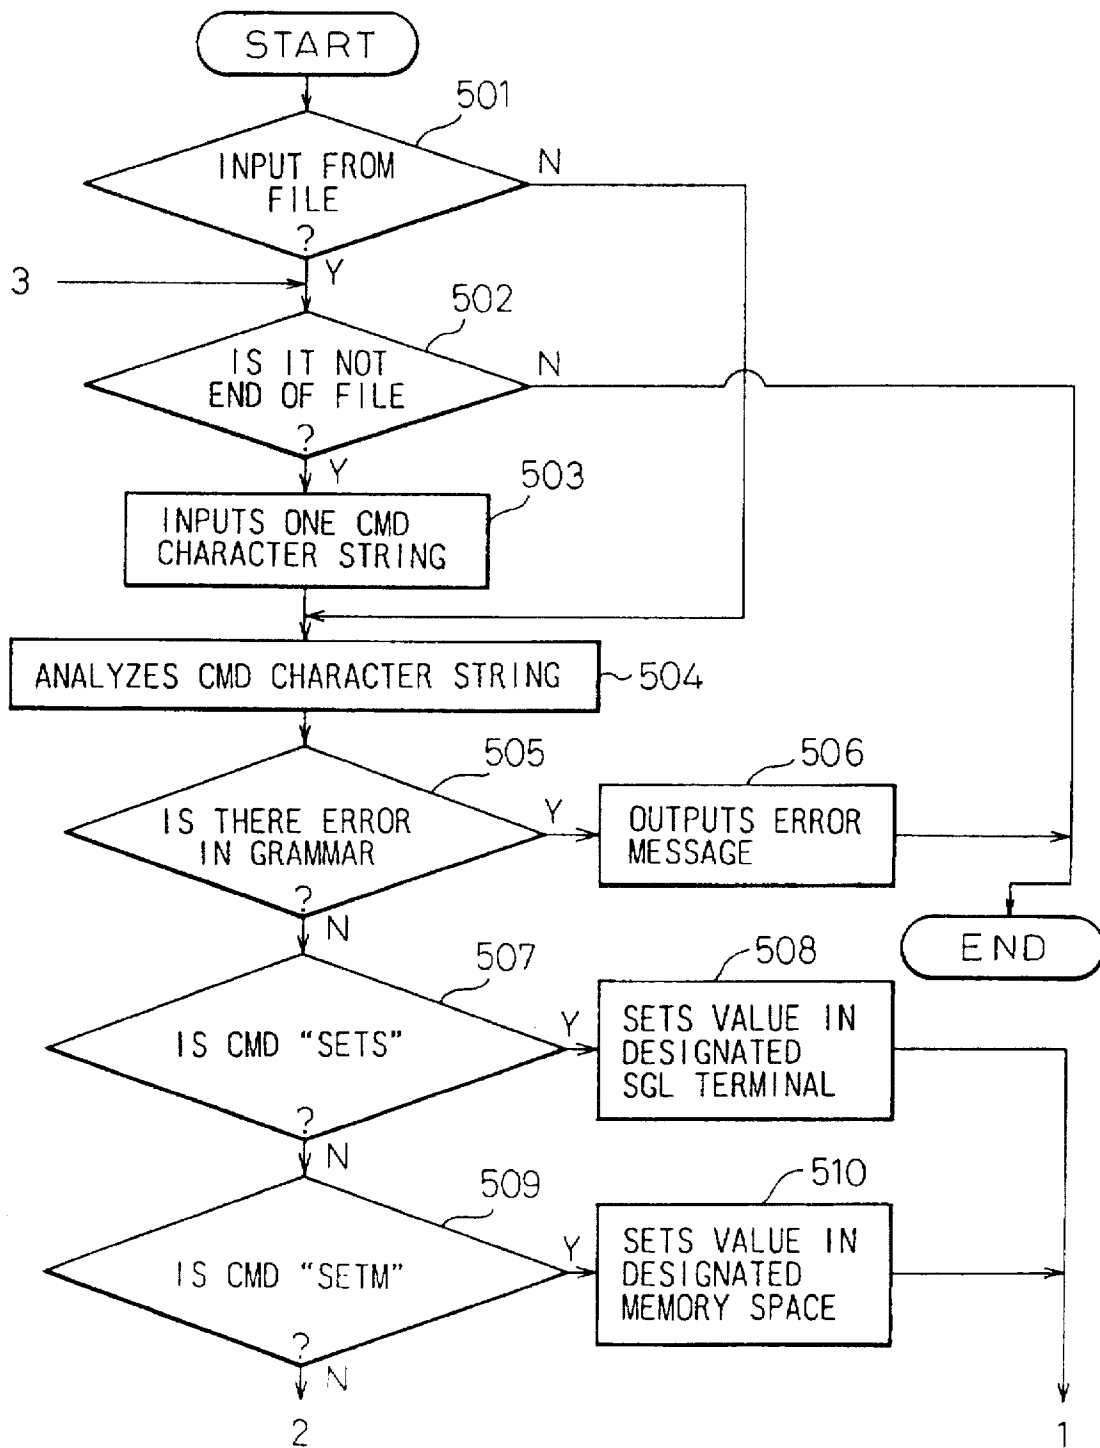 START
501
INPUT FROM
FILE
?
N
Y
3
502
IS IT NOT
END OF FILE
?
N
Y
503
INPUTS ONE CMD
CHARACTER STRING
ANALYZES CMD CHARACTER STRING
504
505
IS THERE ERROR
IN GRAMMAR
?
Y
N
506
OUTPUTS ERROR
MESSAGE
END
507
IS CMD "SETS"
?
Y
N
508
SETS VALUE IN
DESIGNATED
SGL TERMINAL
509
IS CMD "SETM"
?
Y
N
510
SETS VALUE IN
DESIGNATED
MEMORY SPACE
2
1